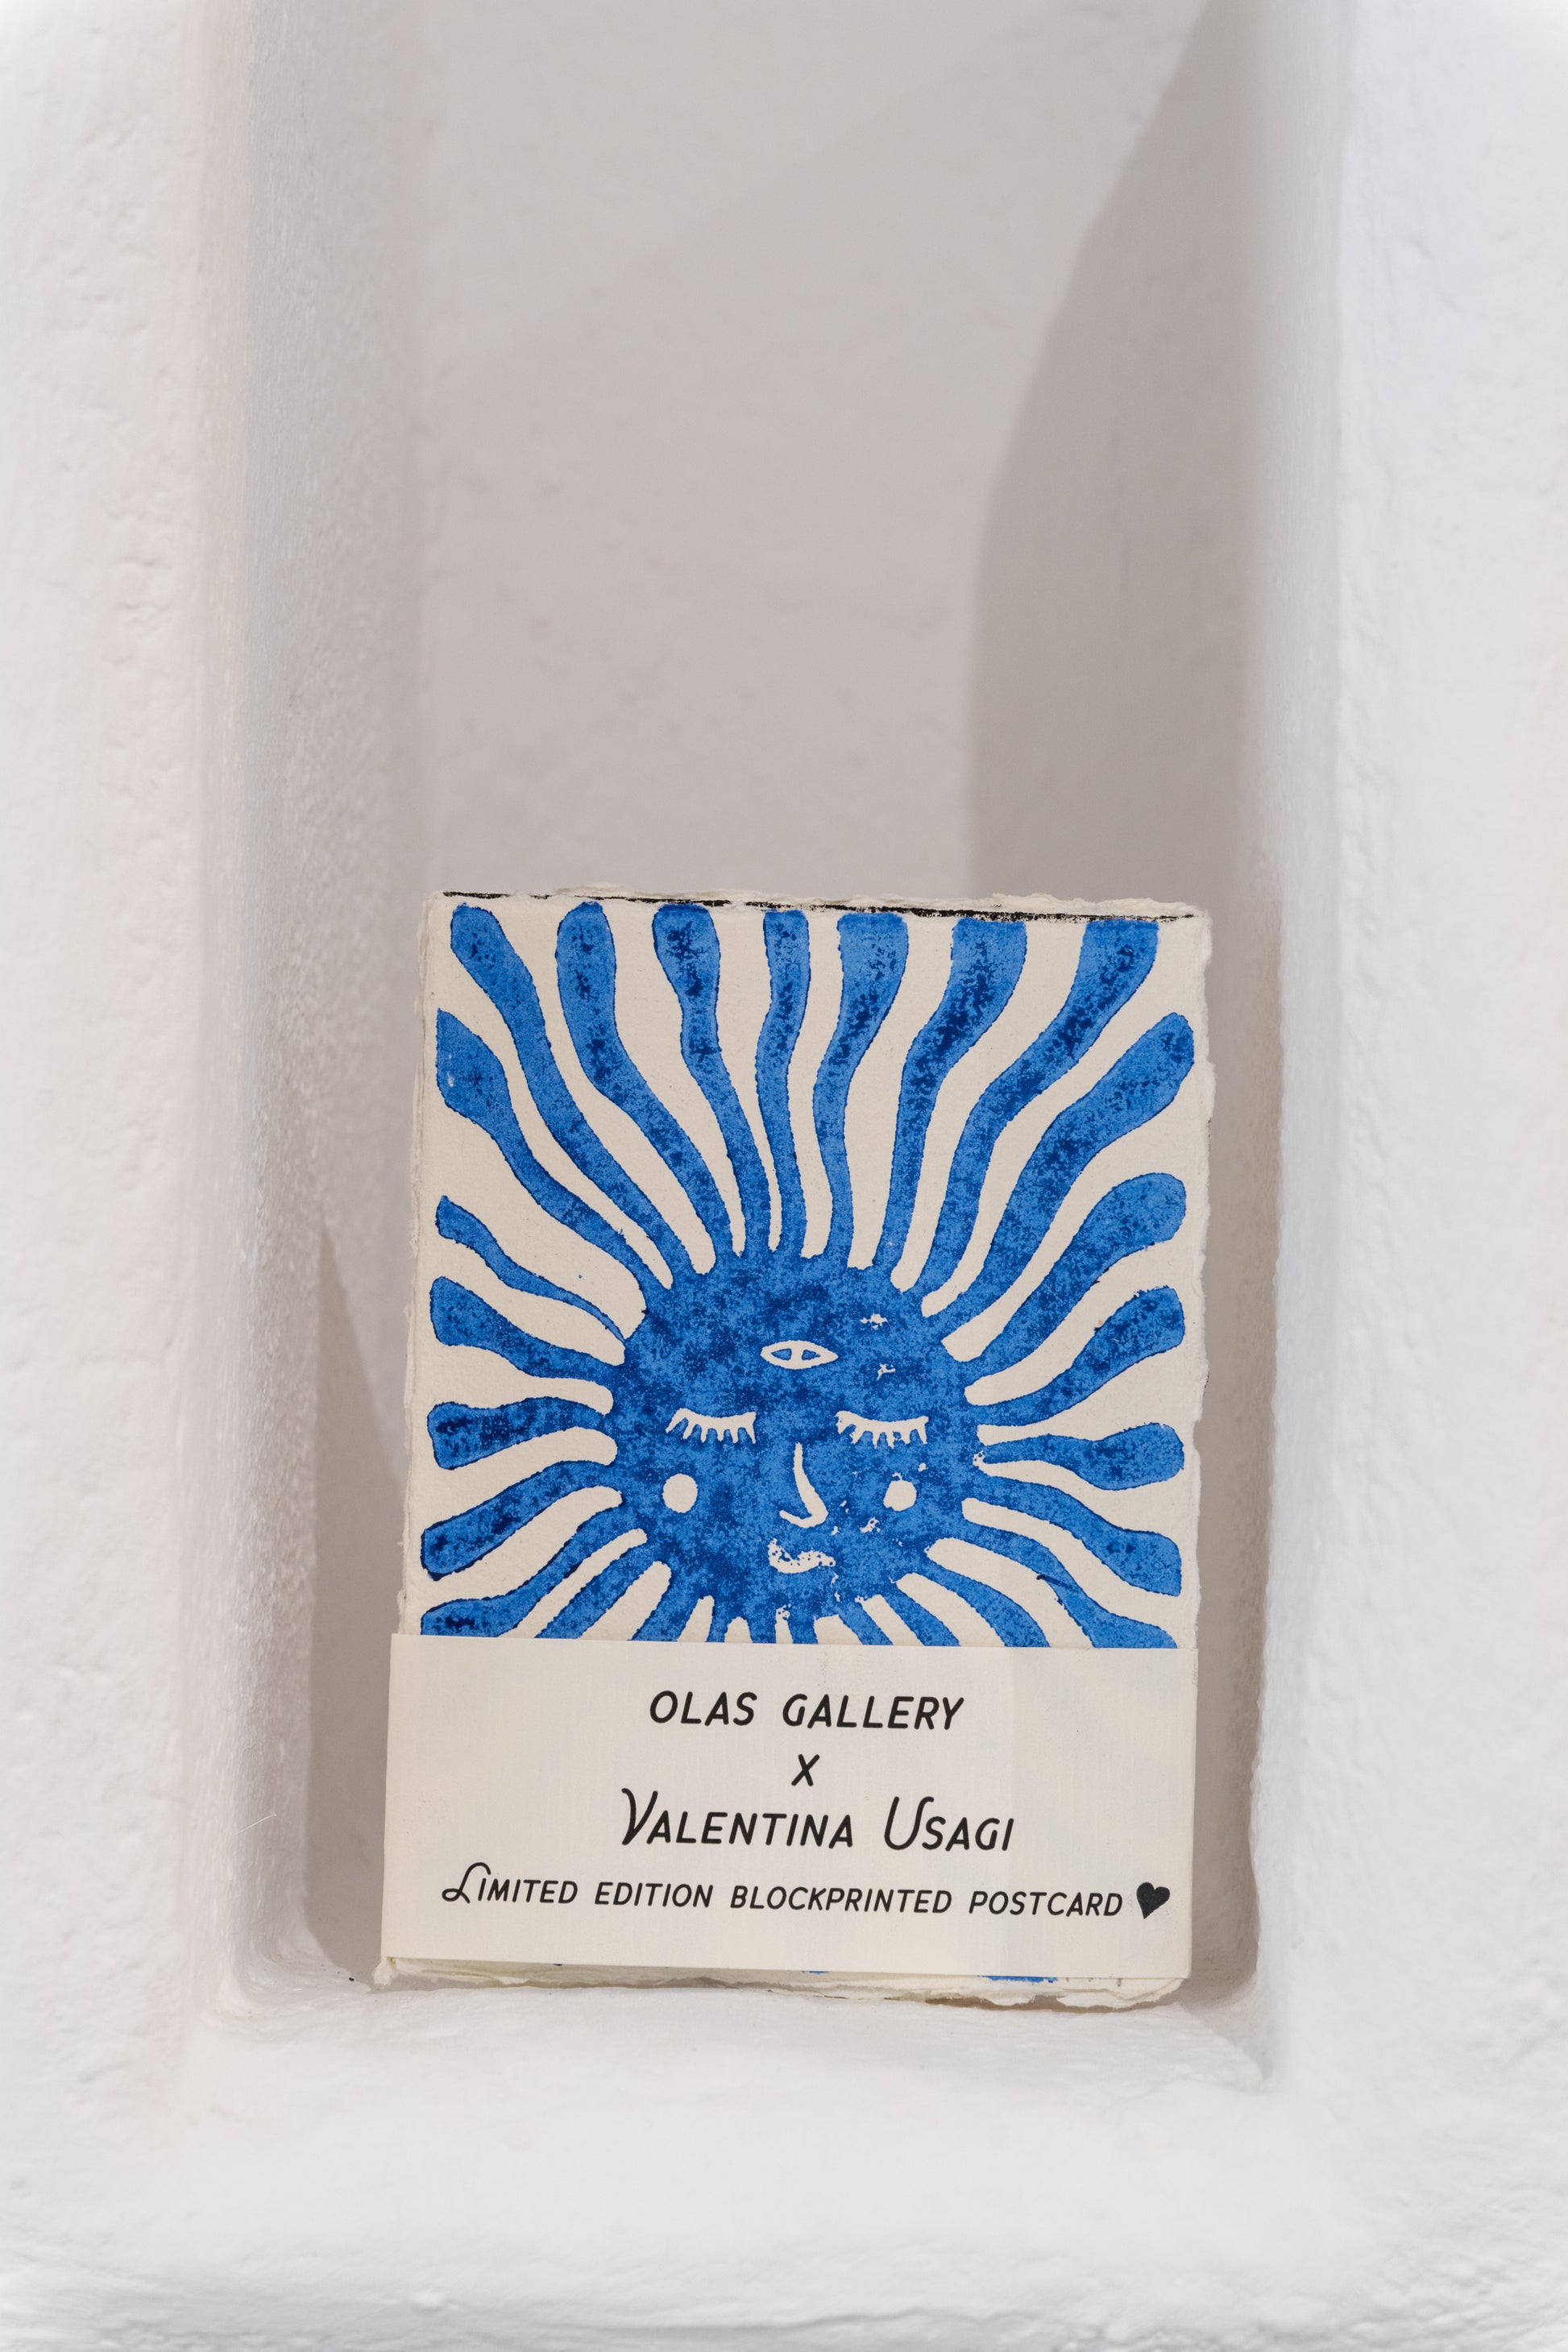 OLAS GALLERY
X
VALENTINA USAGI
LIMITED EDITION BLOCKPRINTED POSTCARD ♥